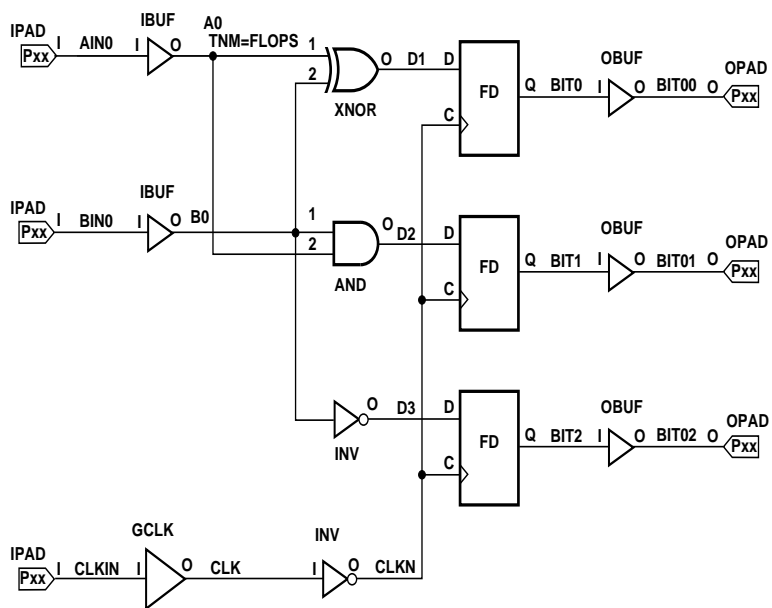 IPAD IBUF A0
I AIN0 I O TNM=FLOPS 1 O D1 D
Pxx 2 FD Q BIT0 OBUF I O BIT00 O OPAD Pxx
XNOR C
IPAD IBUF
I BIN0 I O B0 1 O D2 D
Pxx 2 FD Q BIT1 OBUF I O BIT01 O OPAD Pxx
AND C
O D3 D
INV FD Q BIT2 OBUF I O BIT02 O OPAD Pxx
C
IPAD GCLK INV
I CLKIN I O CLK I O CLKN
Pxx